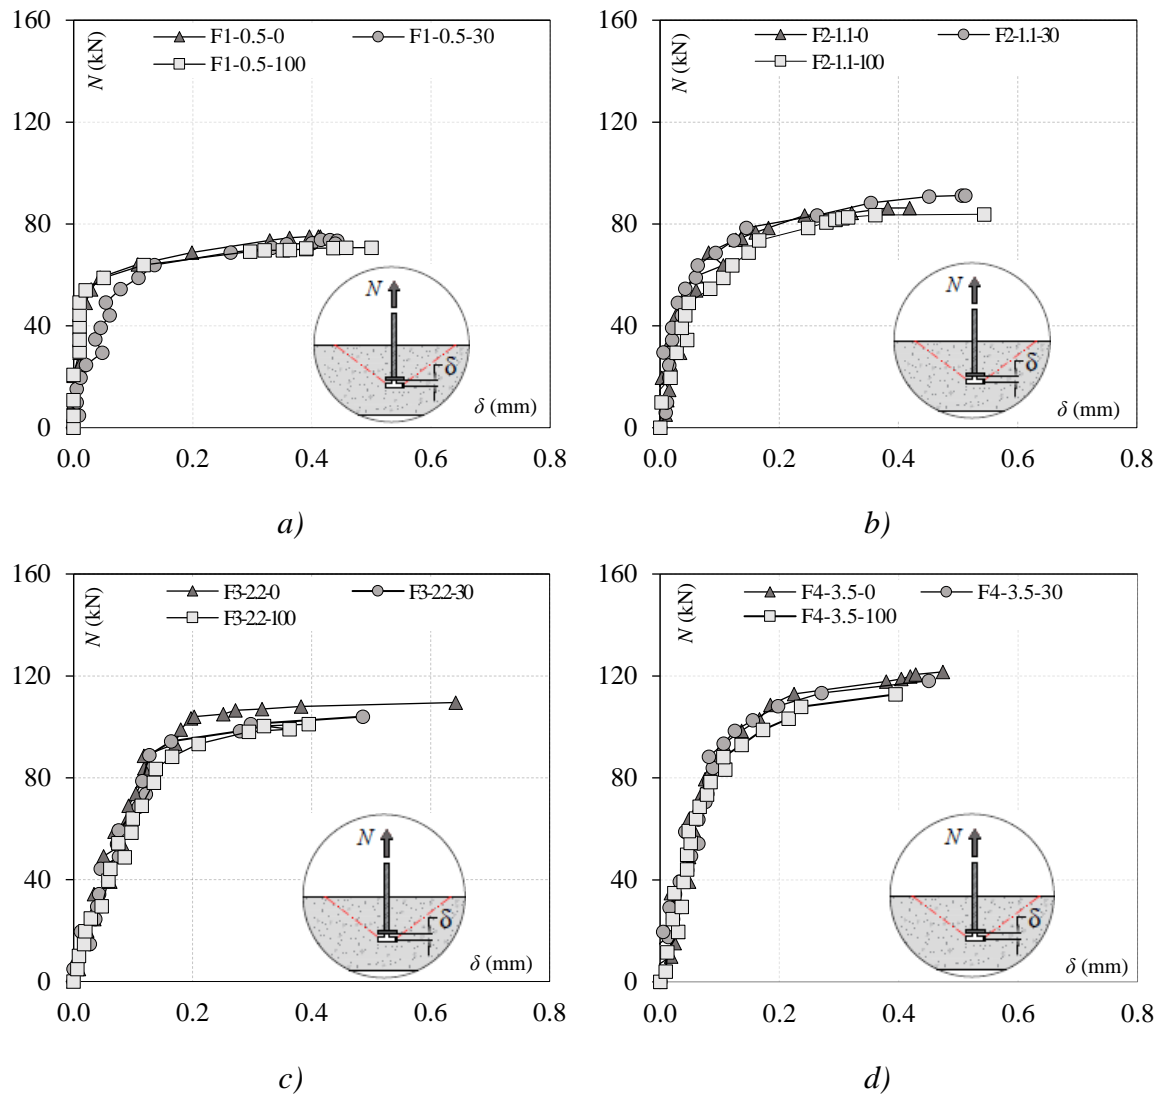 160
120
80
40
0
N (kN)
F1-0.5-0 F1-0.5-30
F1-0.5-100
N
δ
δ (mm)
0.0 0.2 0.4 0.6 0.8
a)
160
120
80
40
0
N (kN)
F2-1.1-0 F2-1.1-30
F2-1.1-100
N
δ
δ (mm)
0.0 0.2 0.4 0.6 0.8
b)
160
120
80
40
0
N (kN)
F3-2.2-0 F3-2.2-30
F3-2.2-100
N
δ
δ (mm)
0.0 0.2 0.4 0.6 0.8
c)
160
120
80
40
0
N (kN)
F4-3.5-0 F4-3.5-30
F4-3.5-100
N
δ
δ (mm)
0.0 0.2 0.4 0.6 0.8
d)